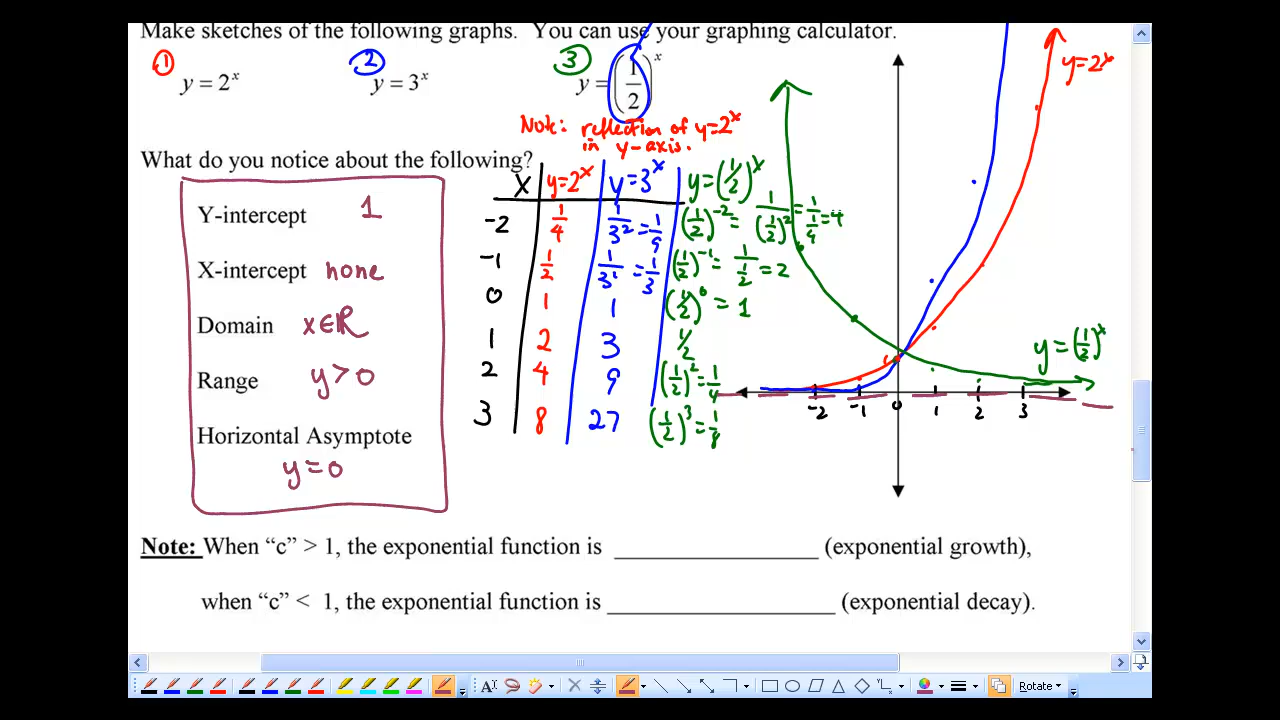 Make sketches of the following graphs. You can use your graphing calculator.
① ② ③
y = 2^x y = 3^x y = (1/2)^x
y=2^x
Note: reflection of y=2^x
in y-axis.
What do you notice about the following?
Y-intercept 1
X-intercept none
Domain x∈ℝ
Range y>0
Horizontal Asymptote
y=0
x y=2^x y=3^x y=(1/2)^x
-2 1/4 1/3^2 = 1/9 (1/2)^-2 = 1/(1/2)^2 = 1/(1/4) = 4
-1 1/2 1/3^1 = 1/3 (1/2)^-1 = 1/(1/2) = 2
0 1 1 (1/2)^0 = 1
1 2 3 1/2
2 4 9 (1/2)^2 = 1/4
3 8 27 (1/2)^3 = 1/8
y=(1/2)^x
-2 -1 0 1 2 3
Note: When “c” > 1, the exponential function is ____________ (exponential growth),
when “c” < 1, the exponential function is ____________ (exponential decay).
A
Rotate